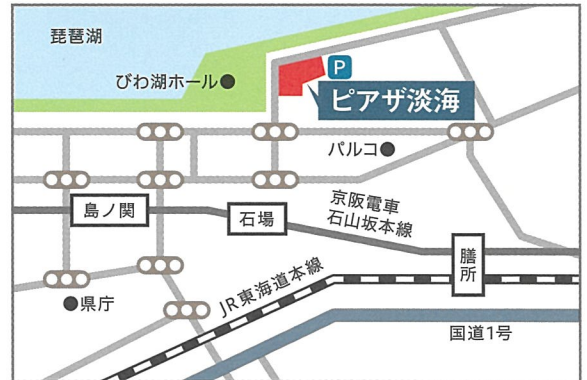 琵琶湖
びわ湖ホール
P
ピアザ淡海
パルコ
島ノ関
石場
京阪電車
石山坂本線
膳所
県庁
JR東海道本線
国道1号